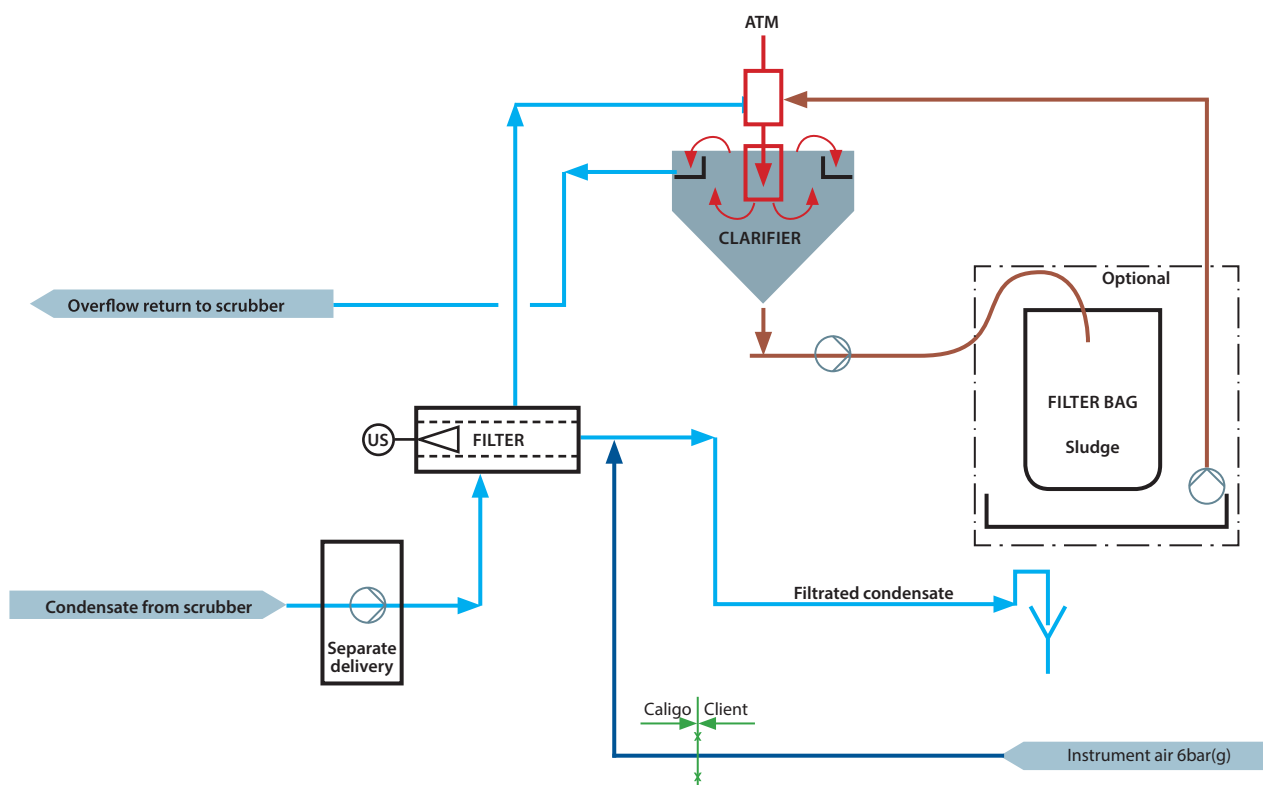 ATM
CLARIFIER
Optional
Overflow return to scrubber
FILTER BAG
Sludge
US
FILTER
Condensate from scrubber
Separate
delivery
Filtrated condensate
Caligo Client
Instrument air 6bar(g)